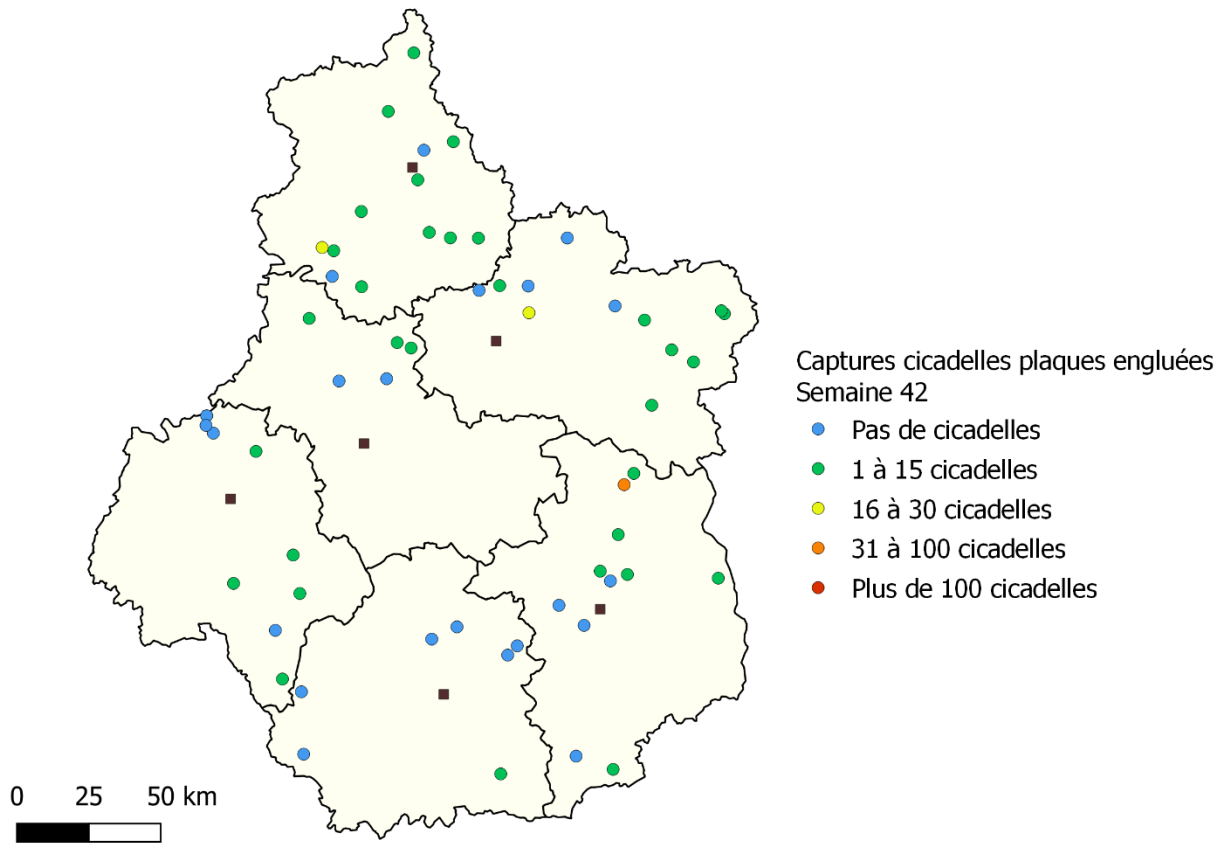 Captures cicadelles plaques engluées
Semaine 42
Pas de cicadelles
1 à 15 cicadelles
16 à 30 cicadelles
31 à 100 cicadelles
Plus de 100 cicadelles
0 25 50 km